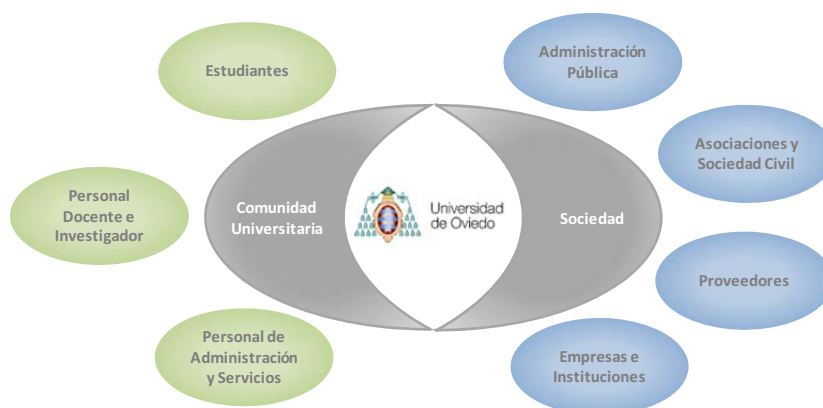 Estudiantes
Administración
Pública
Asociaciones y
Sociedad Civil
Personal
Docente e
Investigador
Comunidad
Universitaria
Universidad
de Oviedo
Sociedad
Proveedores
Personal de
Administración
y Servicios
Empresas e
Instituciones